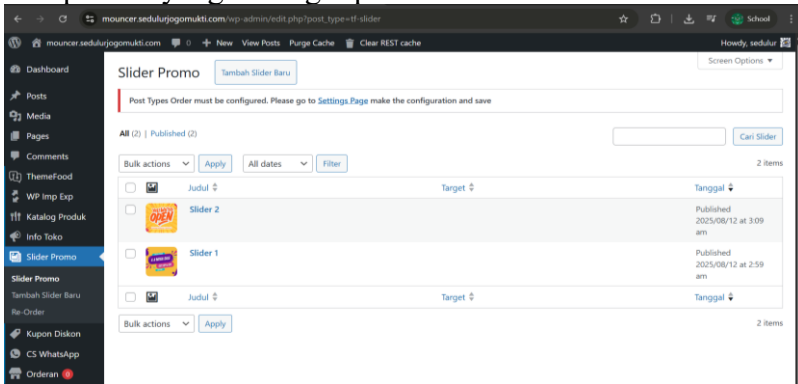 mouncer.sedulurjogomukti.com/wp-admin/edit.php?post_type=tf-slider
School
mouncer.sedulurjogomukti.com 0 + New View Posts Purge Cache Clear REST cache Howdy, sedulur
Screen Options ▼
Dashboard
Posts
Media
Pages
Comments
ThemeFood
WP Imp Exp
Katalog Produk
Info Toko
Slider Promo
Slider Promo
Tambah Slider Baru
Re-Order
Kupon Diskon
CS WhatsApp
Orderan 0
Slider Promo Tambah Slider Baru
Post Types Order must be configured. Please go to Settings Page make the configuration and save
All (2) | Published (2)
Cari Slider
Bulk actions Apply All dates Filter 2 items
Judul Target Tanggal
OPEN
Slider 2
Published
2025/08/12 at 3:09
am
Slider 1
Published
2025/08/12 at 2:59
am
Judul Target Tanggal
Bulk actions Apply 2 items